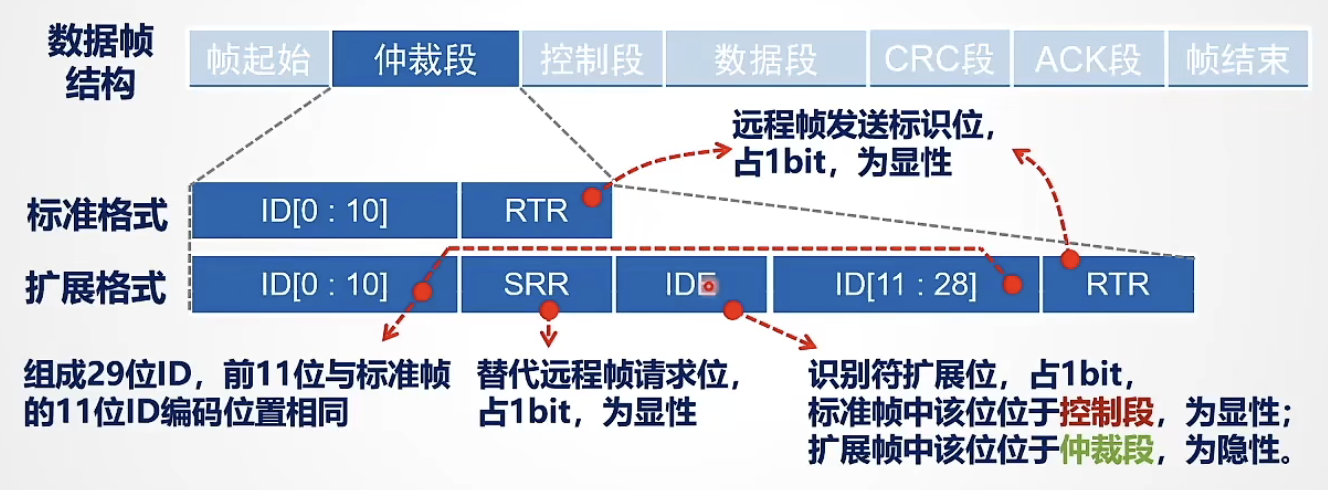 数据帧
结构
帧起始 仲裁段 控制段 数据段 CRC段 ACK段 帧结束
远程帧发送标识位，
占1bit，为显性
标准格式 ID[0 : 10] RTR
扩展格式 ID[0 : 10] SRR IDE ID[11 : 28] RTR
组成29位ID，前11位与标准帧
的11位ID编码位置相同
替代远程帧请求位，
占1bit，为显性
识别符扩展位，占1bit，
标准帧中该位位于控制段，为显性；
扩展帧中该位位于仲裁段，为隐性。